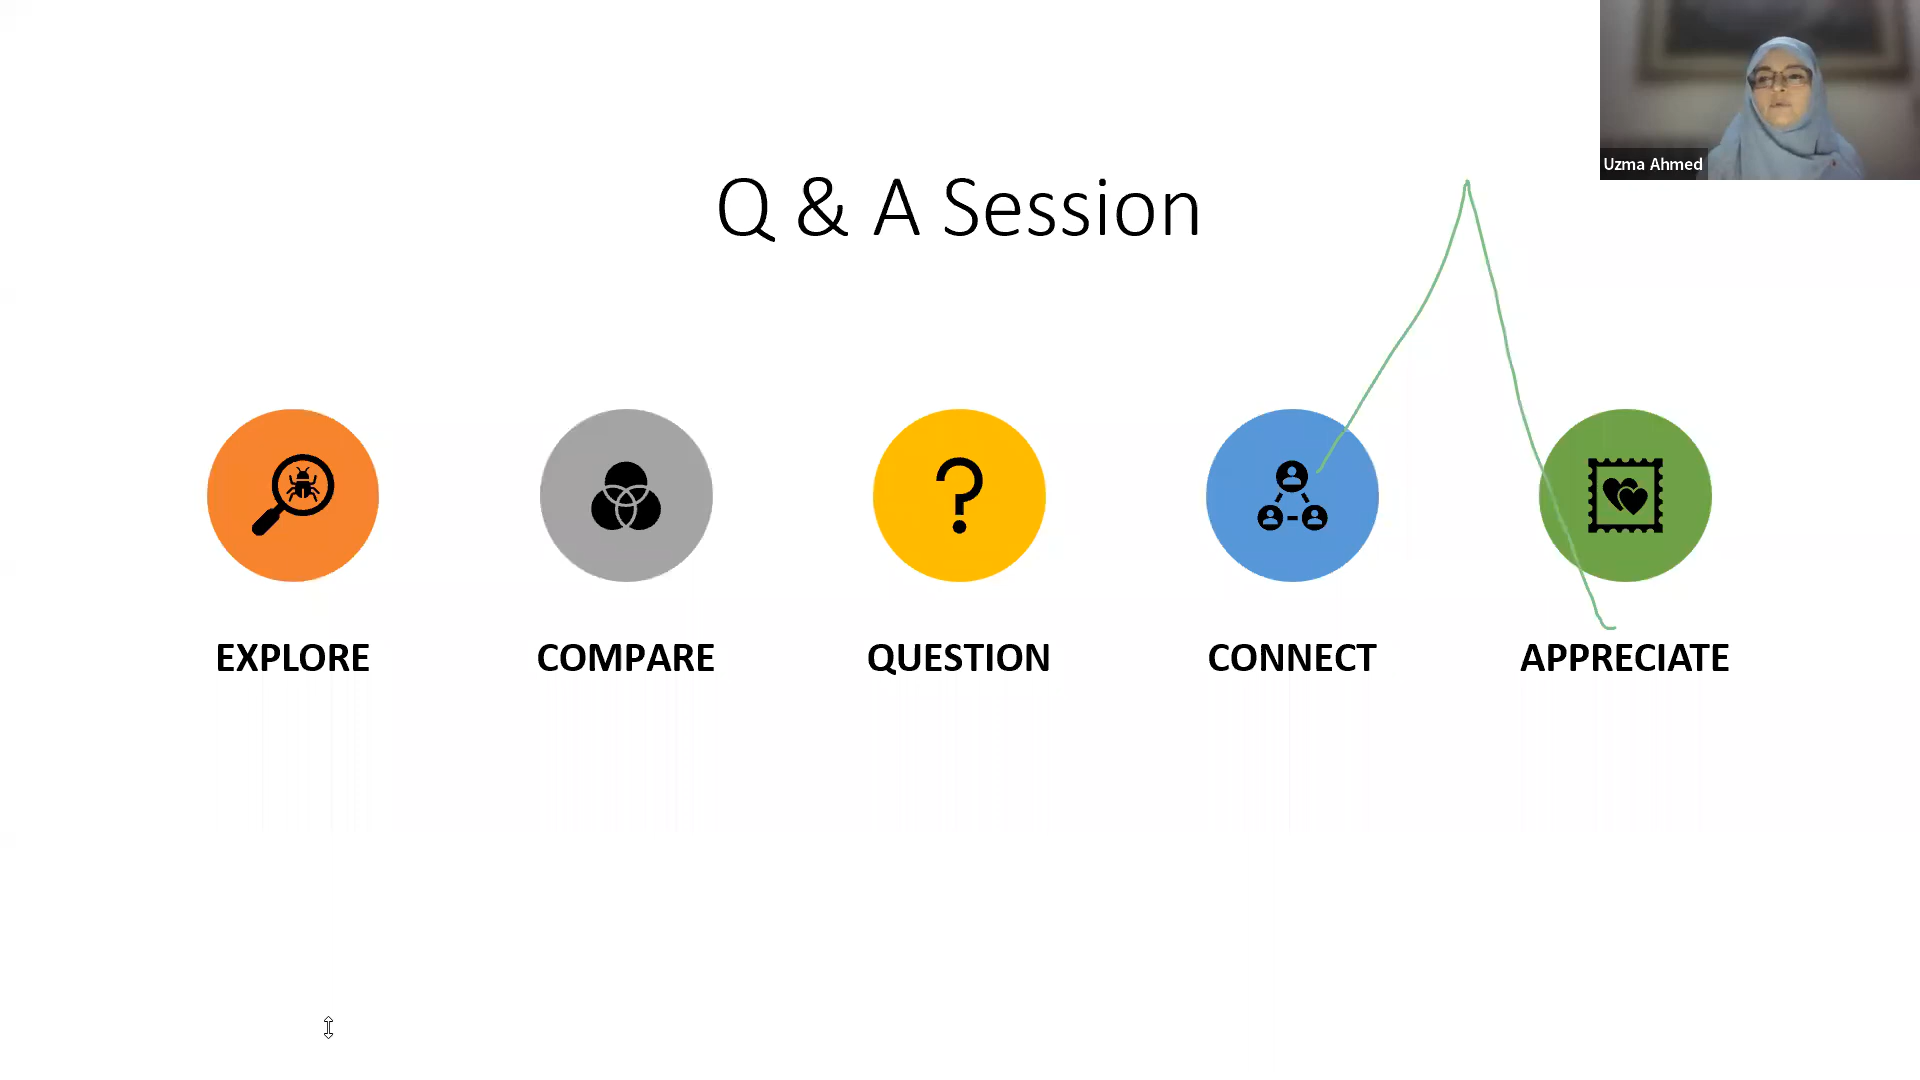 Uzma Ahmed
Q & A Session
EXPLORE
COMPARE
QUESTION
CONNECT
APPRECIATE